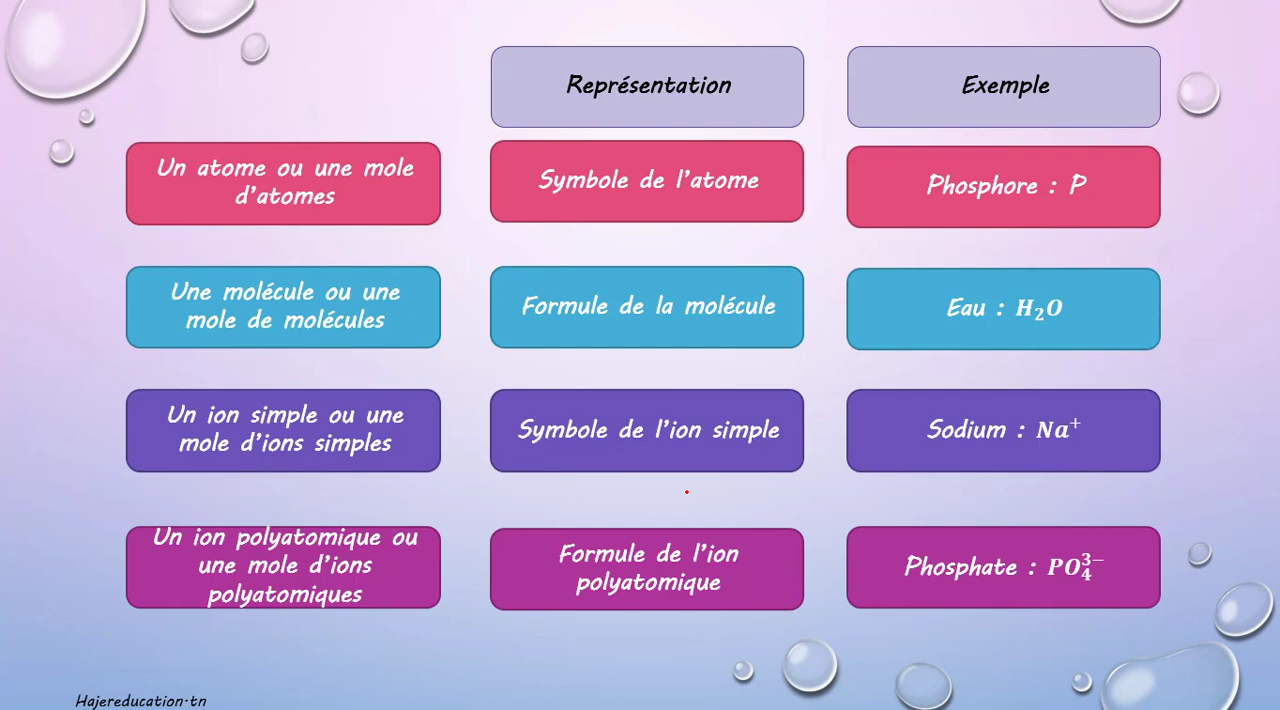 Représentation
Exemple
Un atome ou une mole
d'atomes
Symbole de l'atome
Phosphore : P
Une molécule ou une
mole de molécules
Formule de la molécule
Eau : H₂O
Un ion simple ou une
mole d'ions simples
Symbole de l'ion simple
Sodium : Na⁺
Un ion polyatomique ou
une mole d'ions
polyatomiques
Formule de l'ion
polyatomique
Phosphate : PO₄³⁻
Hajereducation.tn